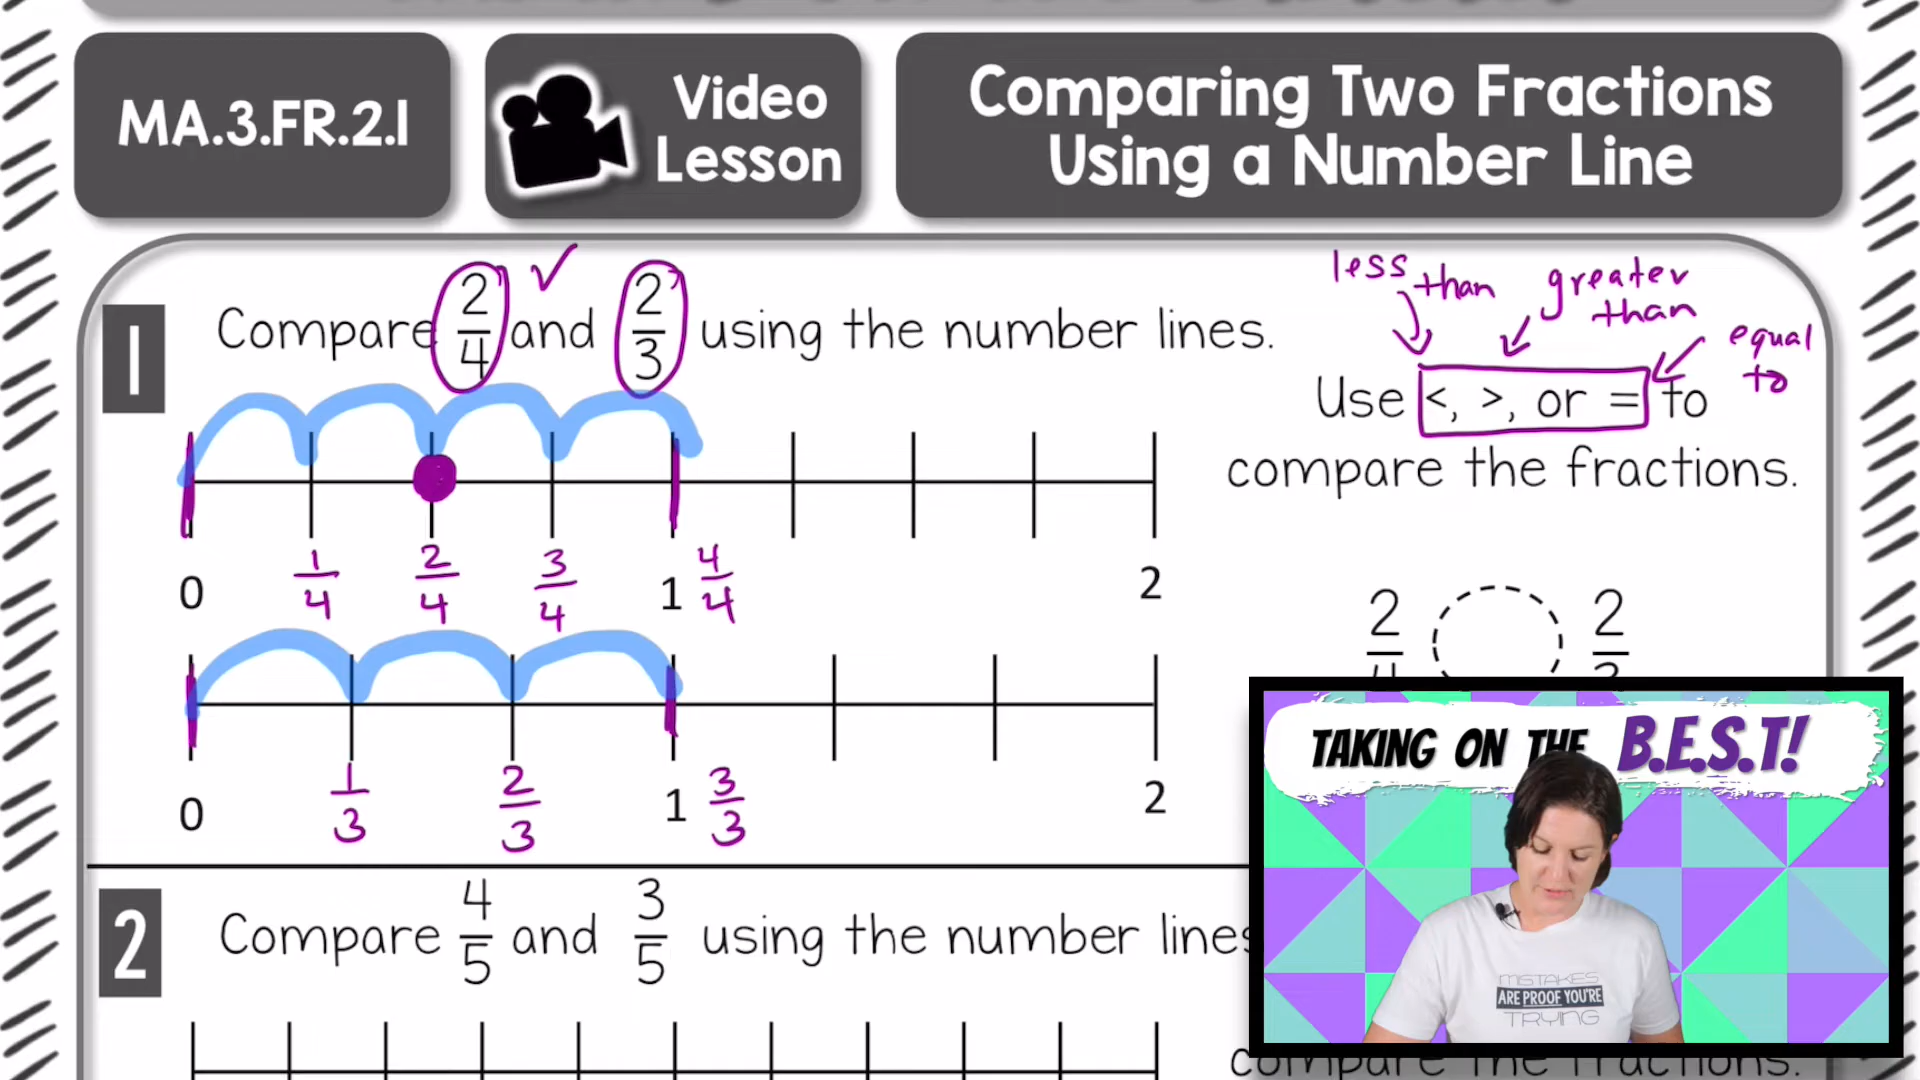 MA.3.FR.2.1
Video
Lesson
Comparing Two Fractions
Using a Number Line
1
Compare 2/4 and 2/3 using the number lines.
less than
greater than
equal to
Use <, >, or = to
compare the fractions.
0 1/4 2/4 3/4 1 4/4 2
2/4 2/3
0 1/3 2/3 1 3/3 2
2
Compare 4/5 and 3/5 using the number lines
compare the fractions.
TAKING ON THE B.E.S.T!
MISTAKES
ARE PROOF YOU'RE
TRYING